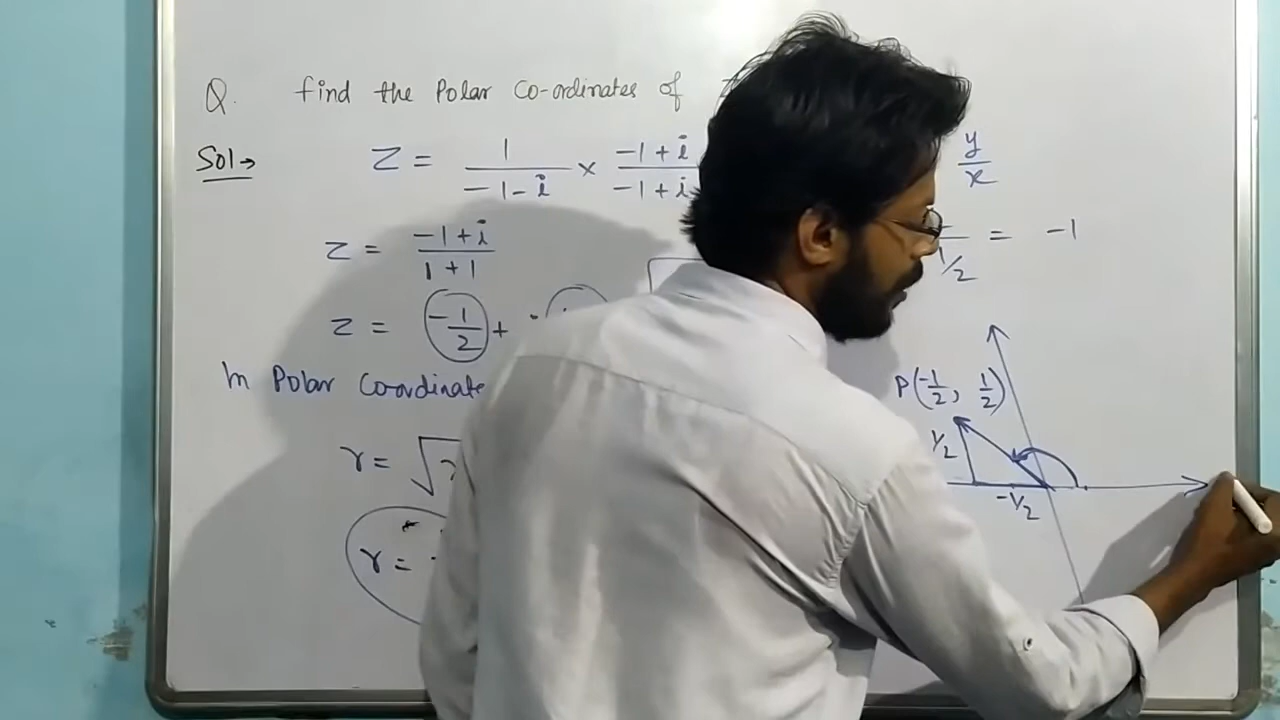 Q. find the Polar Co-ordinates of
Sol→ Z = 1/(-1-i) × (-1+i)/(-1+i)
y/x
z = (-1+i)/(1+1)
1/2 = -1
z = -1/2 +
In Polar Coordinate
P(-1/2, 1/2)
1/2
r = √
-1/2
r =